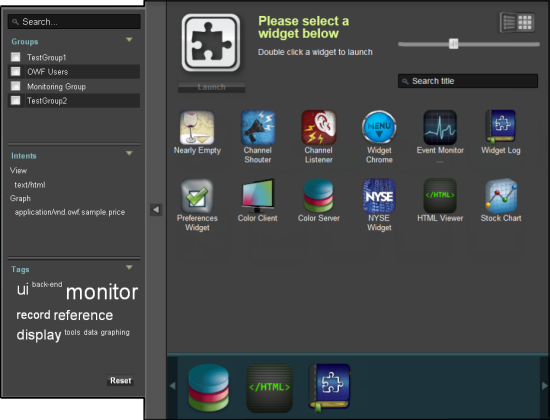 Search...
Groups
TestGroup1
OWF Users
Monitoring Group
TestGroup2
Intents
View
text/html
Graph
application/vnd.owf.sample.price
Tags
ui back-end monitor
record reference
display tools data graphing
Reset
Please select a
widget below
Double click a widget to launch
Launch
Search title
MENU
Nearly Empty
Channel
Shouter
Channel
Listener
Widget
Chrome
Event Monitor
...
Widget Log
NYSE
</HTML>
Preferences
Widget
Color Client
Color Server
NYSE
Widget
HTML Viewer
Stock Chart
</HTML>